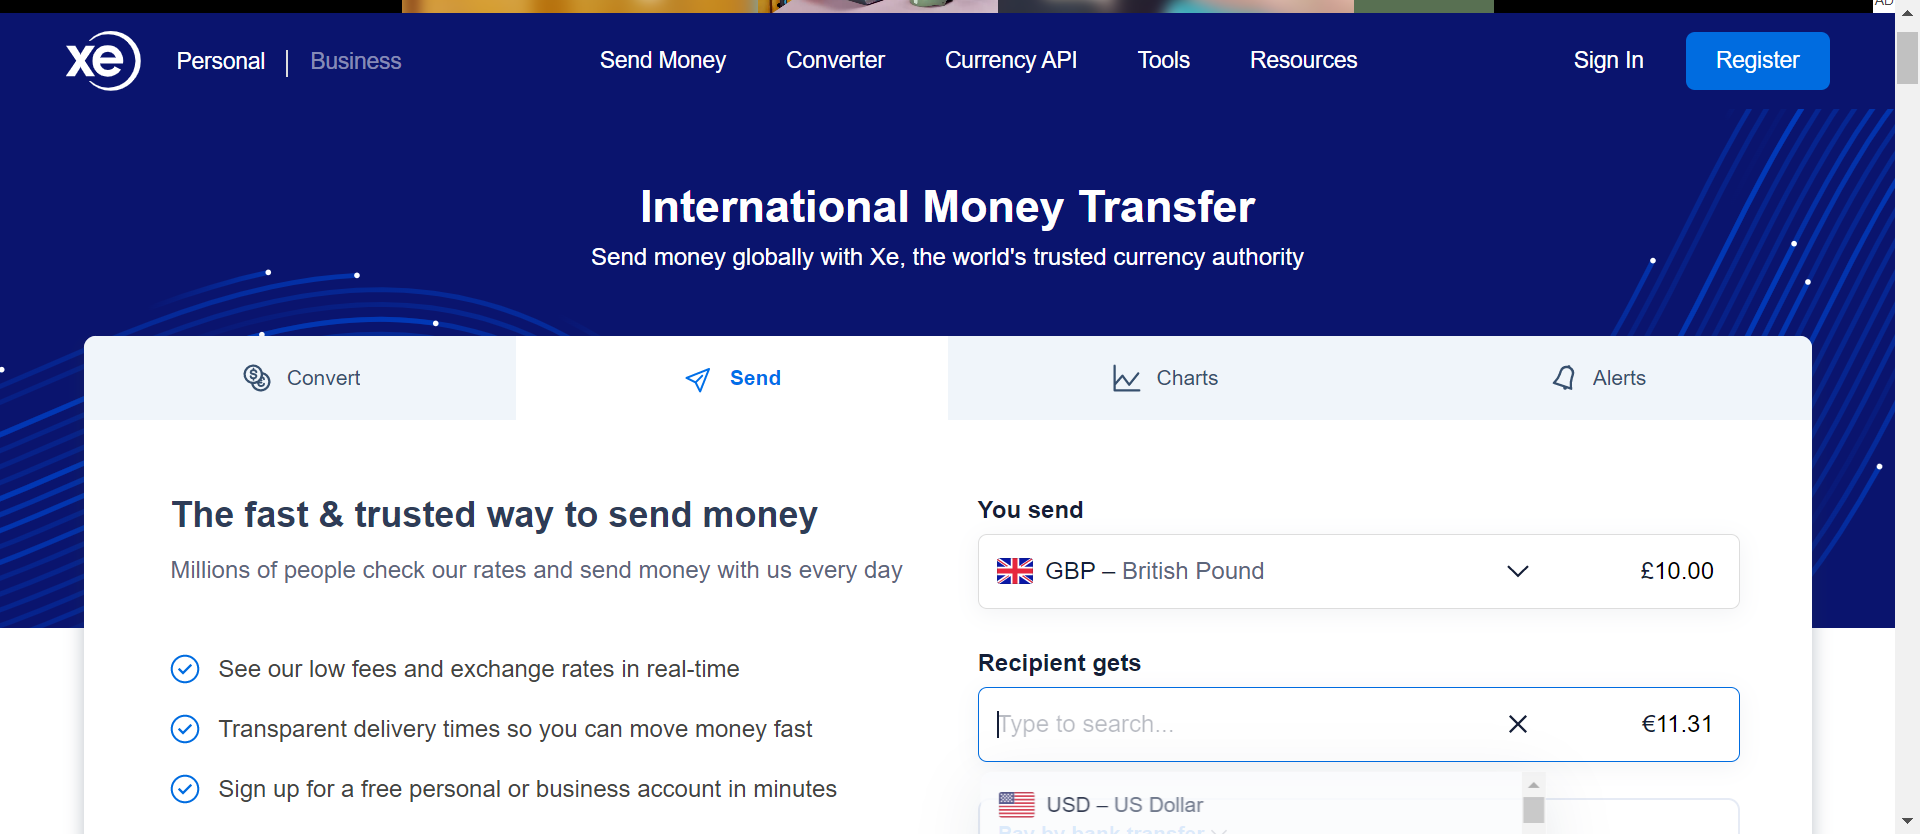 AD
xe Personal | Business Send Money Converter Currency API Tools Resources Sign In Register
International Money Transfer
Send money globally with Xe, the world's trusted currency authority
Convert Send Charts Alerts
The fast & trusted way to send money
Millions of people check our rates and send money with us every day
See our low fees and exchange rates in real-time
Transparent delivery times so you can move money fast
Sign up for a free personal or business account in minutes
You send
GBP – British Pound £10.00
Recipient gets
Type to search... €11.31
USD – US Dollar
Pay by bank transfer